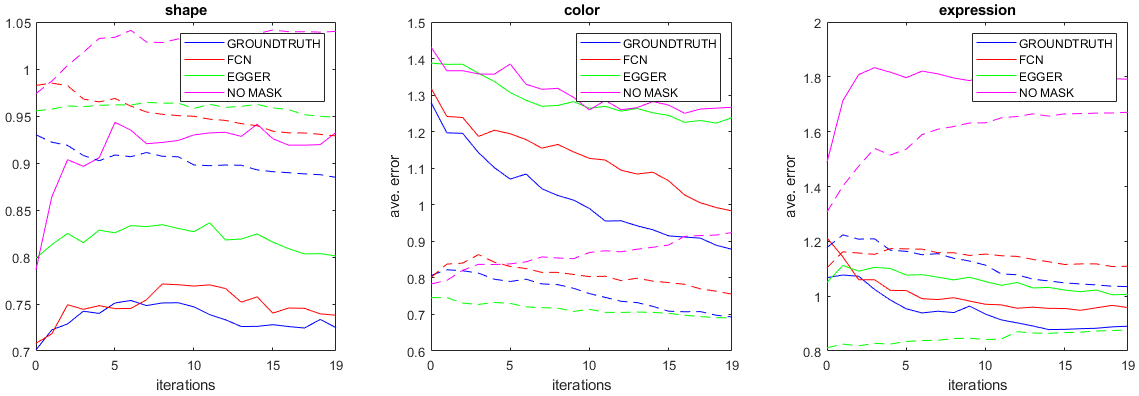 shape
1.05
1
0.95
0.9
0.85
0.8
0.75
0.7
0
5
10
15
19
iterations
GROUNDTRUTH
FCN
EGGER
NO MASK
color
ave. error
1.5
1.4
1.3
1.2
1.1
1
0.9
0.8
0.7
0.6
0
5
10
15
19
iterations
GROUNDTRUTH
FCN
EGGER
NO MASK
expression
ave. error
2
1.8
1.6
1.4
1.2
1
0.8
0
5
10
15
19
iterations
GROUNDTRUTH
FCN
EGGER
NO MASK